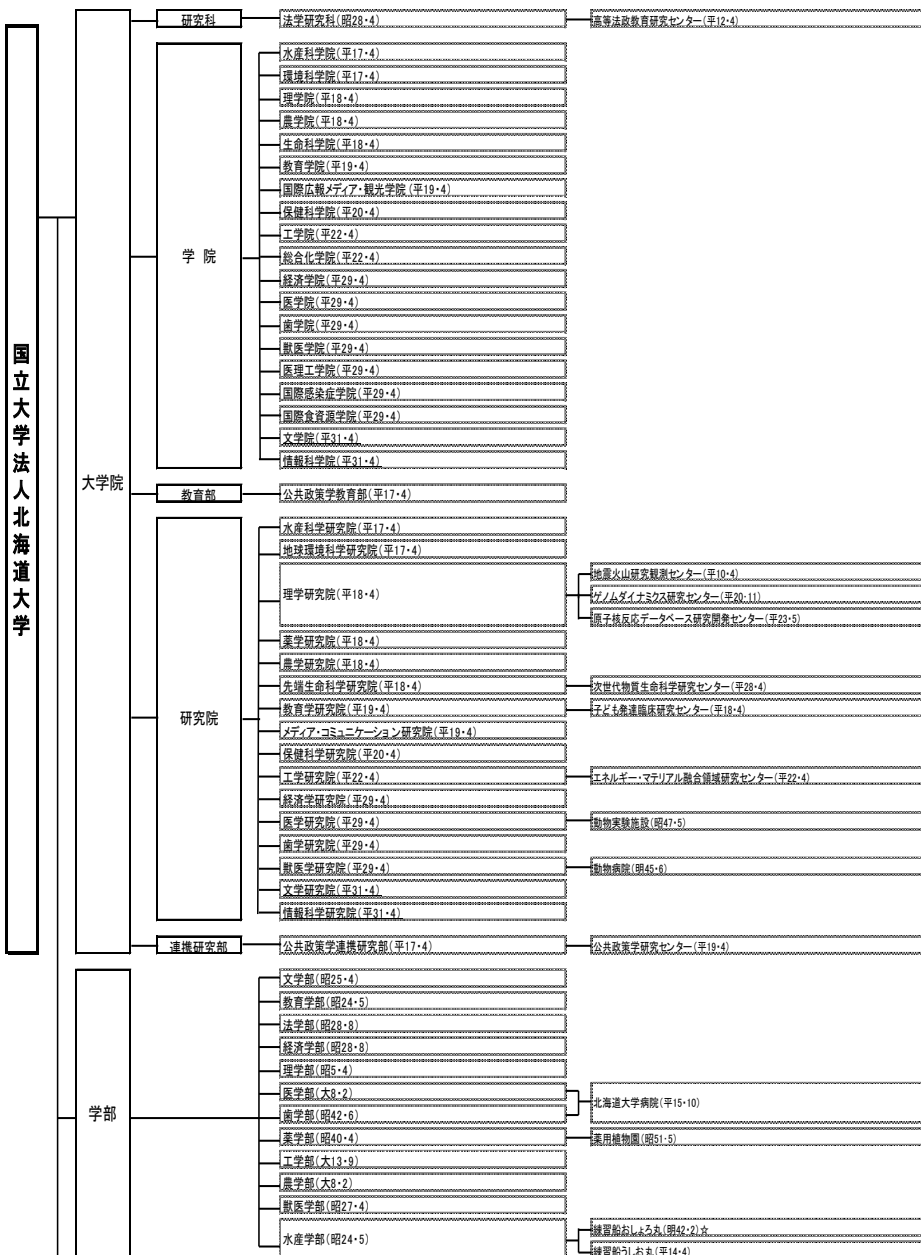 国立大学法人北海道大学
大学院
研究科
法学研究科(昭28・4)
高等法政教育研究センター(平12・4)
学 院
水産科学院(平17・4)
環境科学院(平17・4)
理学院(平18・4)
農学院(平18・4)
生命科学院(平18・4)
教育学院(平19・4)
国際広報メディア・観光学院(平19・4)
保健科学院(平20・4)
工学院(平22・4)
総合化学院(平22・4)
経済学院(平29・4)
医学院(平29・4)
歯学院(平29・4)
獣医学院(平29・4)
医理工学院(平29・4)
国際感染症学院(平29・4)
国際食資源学院(平29・4)
文学院(平31・4)
情報科学院(平31・4)
教育部
公共政策学教育部(平17・4)
研究院
水産科学研究院(平17・4)
地球環境科学研究院(平17・4)
理学研究院(平18・4)
地震火山研究観測センター(平10・4)
ゲノムダイナミクス研究センター(平20・11)
原子核反応データベース研究開発センター(平23・5)
薬学研究院(平18・4)
農学研究院(平18・4)
先端生命科学研究院(平18・4)
次世代物質生命科学研究センター(平28・4)
教育学研究院(平19・4)
子ども発達臨床研究センター(平18・4)
メディア・コミュニケーション研究院(平19・4)
保健科学研究院(平20・4)
工学研究院(平22・4)
エネルギー・マテリアル融合領域研究センター(平22・4)
経済学研究院(平29・4)
医学研究院(平29・4)
動物実験施設(昭47・5)
歯学研究院(平29・4)
獣医学研究院(平29・4)
動物病院(明45・6)
文学研究院(平31・4)
情報科学研究院(平31・4)
連携研究部
公共政策学連携研究部(平17・4)
公共政策学研究センター(平19・4)
学部
文学部(昭25・4)
教育学部(昭24・5)
法学部(昭28・8)
経済学部(昭28・8)
理学部(昭5・4)
医学部(大8・2)
歯学部(昭42・6)
北海道大学病院(平15・10)
薬学部(昭40・4)
薬用植物園(昭51・5)
工学部(大13・9)
農学部(大8・2)
獣医学部(昭27・4)
水産学部(昭24・5)
練習船おしょろ丸(明42・2)☆
練習船うしお丸(平14・4)